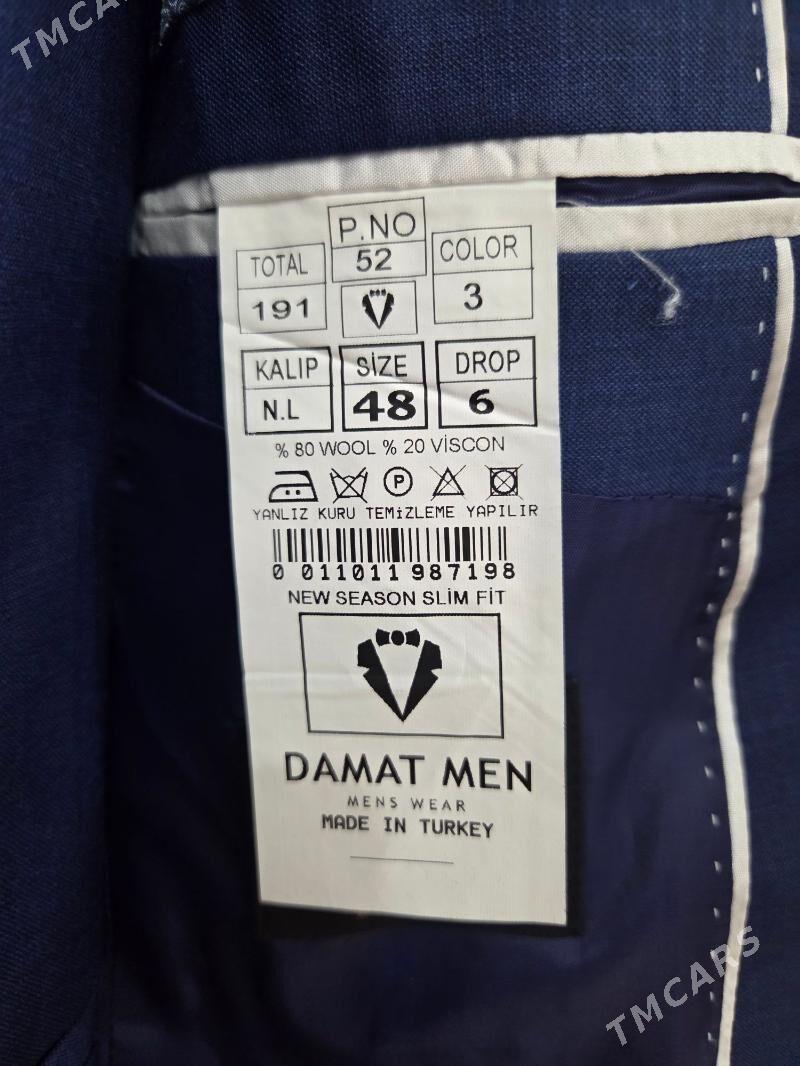 TMCARS
P.NO
52
TOTAL
191
COLOR
3
KALIP
N.L
SİZE
48
DROP
6
% 80 WOOL % 20 VİSCON
P
YANLIZ KURU TEMİZLEME YAPILIR
0 011011 987198
NEW SEASON SLIM FİT
DAMAT MEN
MENS WEAR
MADE IN TURKEY
TMCARS